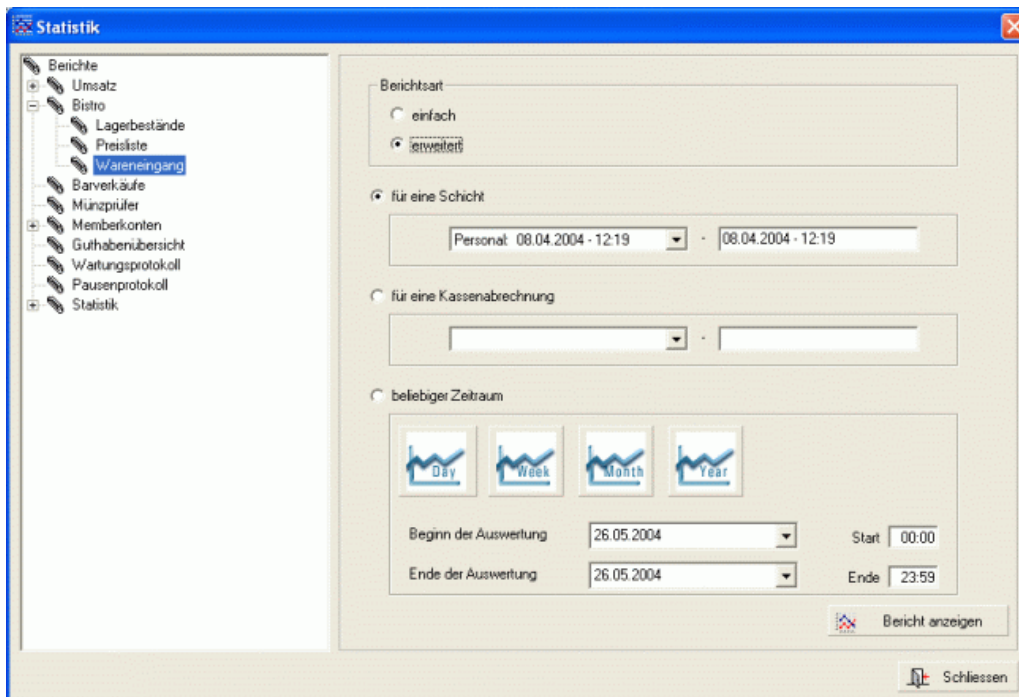 Statistik
Berichte
Umsatz
Bistro
Lagerbestände
Preisliste
Wareneingang
Barverkäufe
Münzprüfer
Memberkonten
Guthabenübersicht
Wartungsprotokoll
Pausenprotokoll
Statistik
Berichtsart
einfach
erweitert
für eine Schicht
Personal: 08.04.2004 - 12:19 - 08.04.2004 - 12:19
für eine Kassenabrechnung
-
beliebiger Zeitraum
Day Week Month Year
Beginn der Auswertung 26.05.2004 Start 00:00
Ende der Auswertung 26.05.2004 Ende 23:59
Bericht anzeigen
Schliessen